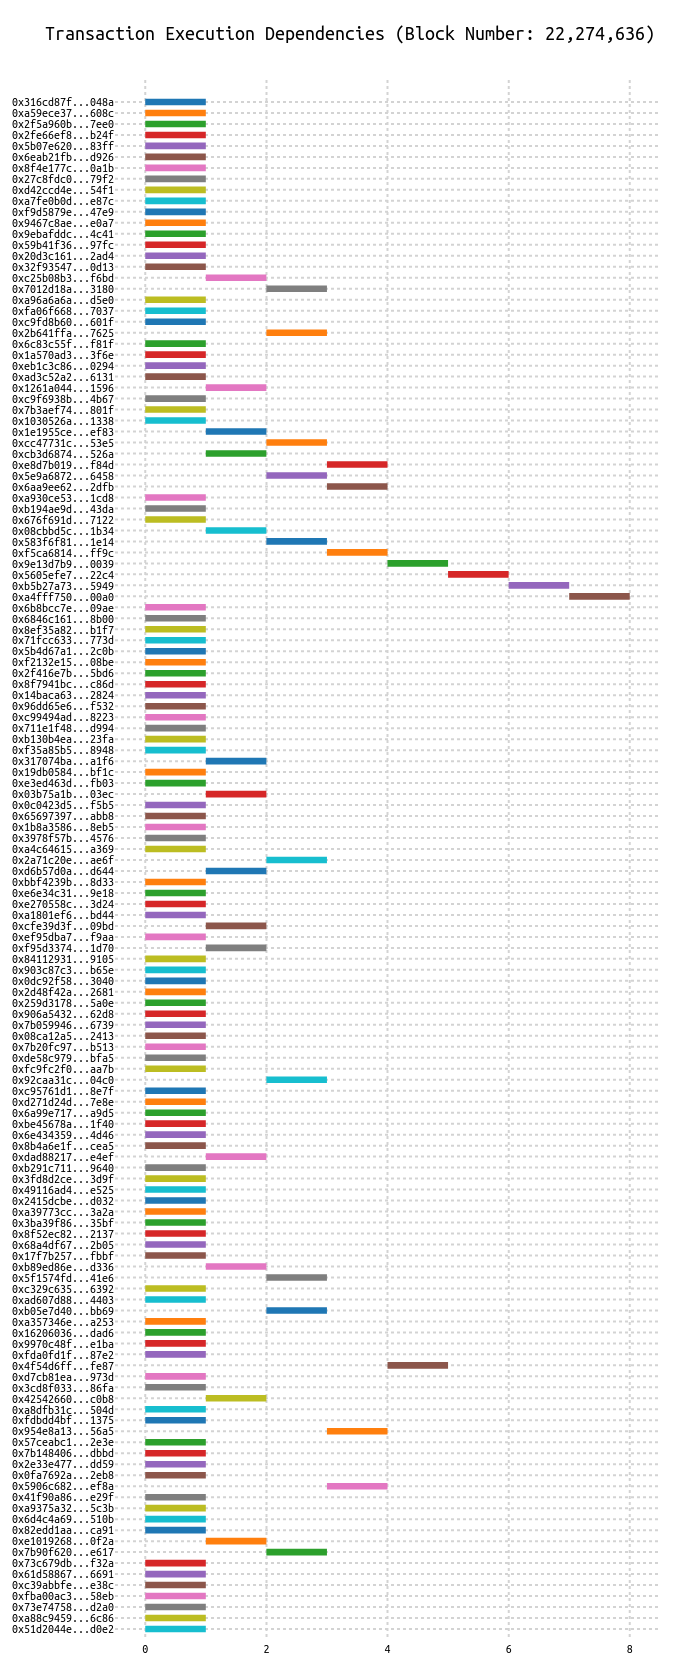 Transaction Execution Dependencies (Block Number: 22,274,636)
0x316cd87f...048a
0xa59ece37...608c
0x2f5a960b...7ee0
0x2fe66ef8...b24f
0x5b07e620...83ff
0x6eab21fb...d926
0x8f4e177c...0a1b
0x27c8fdc0...79f2
0xd42ccd4e...54f1
0xa7fe0b0d...e87c
0xf9d5879e...47e9
0x9467c8ae...e0a7
0x9ebafddc...4c41
0x59b41f36...97fc
0x20d3c161...2ad4
0x32f93547...0d13
0xc25b08b3...f6bd
0x7012d18a...3180
0xa96a6a6a...d5e0
0xfa06f668...7037
0xc9fd8b60...601f
0x2b641ffa...7625
0x6c83c55f...f81f
0x1a570ad3...3f6e
0xeb1c3c86...0294
0xad3c52a2...6131
0x1261a044...1596
0xc9f6938b...4b67
0x7b3aef74...801f
0x1030526a...1338
0x1e1955ce...ef83
0xcc47731c...53e5
0xcb3d6874...526a
0xe8d7b019...f84d
0x5e9a6872...6458
0x6aa9ee62...2dfb
0xa930ce53...1cd8
0xb194ae9d...43da
0x676f691d...7122
0x08cbbd5c...1b34
0x583f6f81...1e14
0xf5ca6814...ff9c
0x9e13d7b9...0039
0x5605efe7...22c4
0xb5b27a73...5949
0xa4fff750...00a0
0x6b8bcc7e...09ae
0x6846c161...8b00
0x8ef35a82...b1f7
0x71fcc633...773d
0x5b4d67a1...2c0b
0xf2132e15...08be
0x2f416e7b...5bd6
0x8f7941bc...c86d
0x14baca63...2824
0x96dd65e6...f532
0xc99494ad...8223
0x711e1f48...d994
0xb130b4ea...23fa
0xf35a85b5...8948
0x317074ba...a1f6
0x19db0584...bf1c
0xe3ed463d...fb03
0x03b75a1b...03ec
0x0c0423d5...f5b5
0x65697397...abb8
0x1b8a3586...8eb5
0x3978f57b...4576
0xa4c64615...a369
0x2a71c20e...ae6f
0xd6b57d0a...d644
0xbbf4239b...8d33
0xe6e34c31...9e18
0xe270558c...3d24
0xa1801ef6...bd44
0xcfe39d3f...09bd
0xef95dba7...f9aa
0xf95d3374...1d70
0x84112931...9105
0x903c87c3...b65e
0x0dc92f58...3040
0x2d48f42a...2681
0x259d3178...5a0e
0x906a5432...62d8
0x7b059946...6739
0x08ca12a5...2413
0x7b20fc97...b513
0xde58c979...bfa5
0xfc9fc2f0...aa7b
0x92caa31c...04c0
0xc95761d1...8e7f
0xd271d24d...7e8e
0x6a99e717...a9d5
0xbe45678a...1f40
0x6e434359...4d46
0x8b4a6e1f...cea5
0xdad88217...e4ef
0xb291c711...9640
0x3fd8d2ce...3d9f
0x49116ad4...e525
0x2415dcbe...d032
0xa39773cc...3a2a
0x3ba39f86...35bf
0x8f52ec82...2137
0x68a4df67...2b05
0x17f7b257...fbbf
0xb89ed86e...d336
0x5f1574fd...41e6
0xc329c635...6392
0xad607d88...4403
0xb05e7d40...bb69
0xa357346e...a253
0x16206036...dad6
0x9970c48f...e1ba
0xfda0fd1f...87e2
0x4f54d6ff...fe87
0xd7cb81ea...973d
0x3cd8f033...86fa
0x42542660...c0b8
0xa8dfb31c...504d
0xfdbdd4bf...1375
0x954e8a13...56a5
0x57ceabc1...2e3e
0x7b148406...dbbd
0x2e33e477...dd59
0x0fa7692a...2eb8
0x5906c682...ef8a
0x41f90a86...e29f
0xa9375a32...5c3b
0x6d4c4a69...510b
0x82edd1aa...ca91
0xe1019268...0f2a
0x7b90f620...e617
0x73c679db...f32a
0x61d58867...6691
0xc39abbfe...e38c
0xfba00ac3...58eb
0x73e74758...d2a0
0xa88c9459...6c86
0x51d2044e...d0e2
0 2 4 6 8